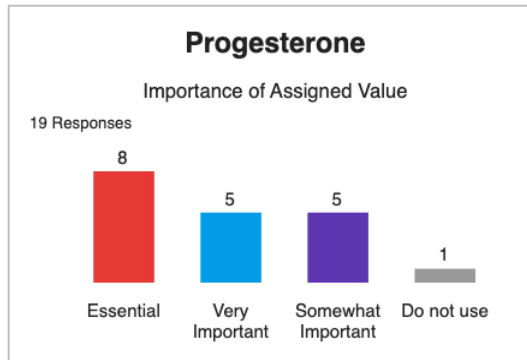 Progesterone
Importance of Assigned Value
19 Responses
8
5
5
1
Essential
Very
Important
Somewhat
Important
Do not use